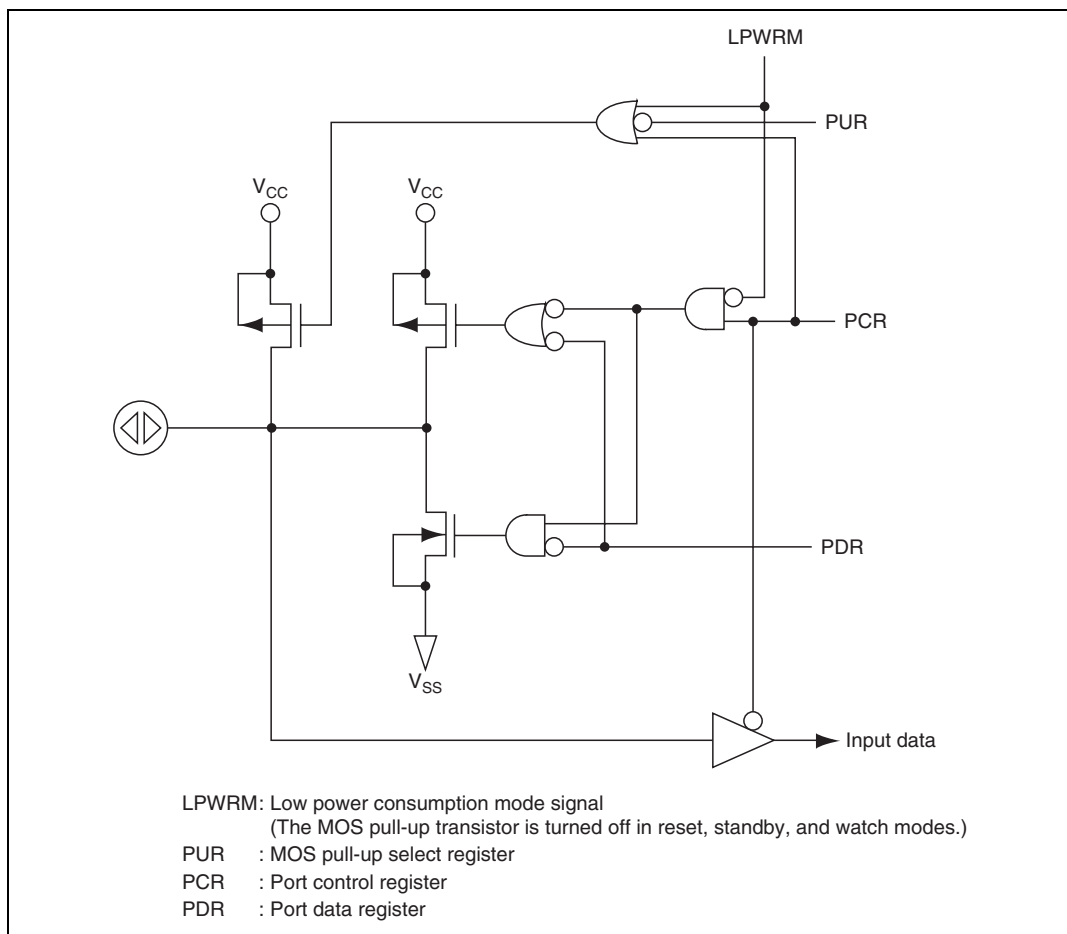 LPWRM
PUR
VCC
VCC
PCR
PDR
VSS
Input data
LPWRM: Low power consumption mode signal
(The MOS pull-up transistor is turned off in reset, standby, and watch modes.)
PUR : MOS pull-up select register
PCR : Port control register
PDR : Port data register